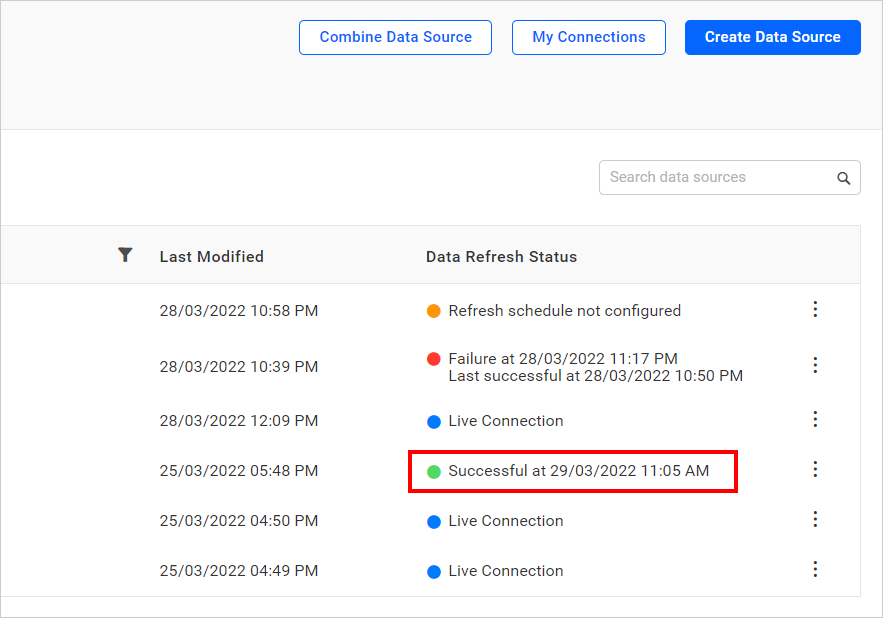 Combine Data Source
My Connections
Create Data Source
Search data sources
Last Modified
Data Refresh Status
28/03/2022 10:58 PM
Refresh schedule not configured
28/03/2022 10:39 PM
Failure at 28/03/2022 11:17 PM
Last successful at 28/03/2022 10:50 PM
28/03/2022 12:09 PM
Live Connection
25/03/2022 05:48 PM
Successful at 29/03/2022 11:05 AM
25/03/2022 04:50 PM
Live Connection
25/03/2022 04:49 PM
Live Connection